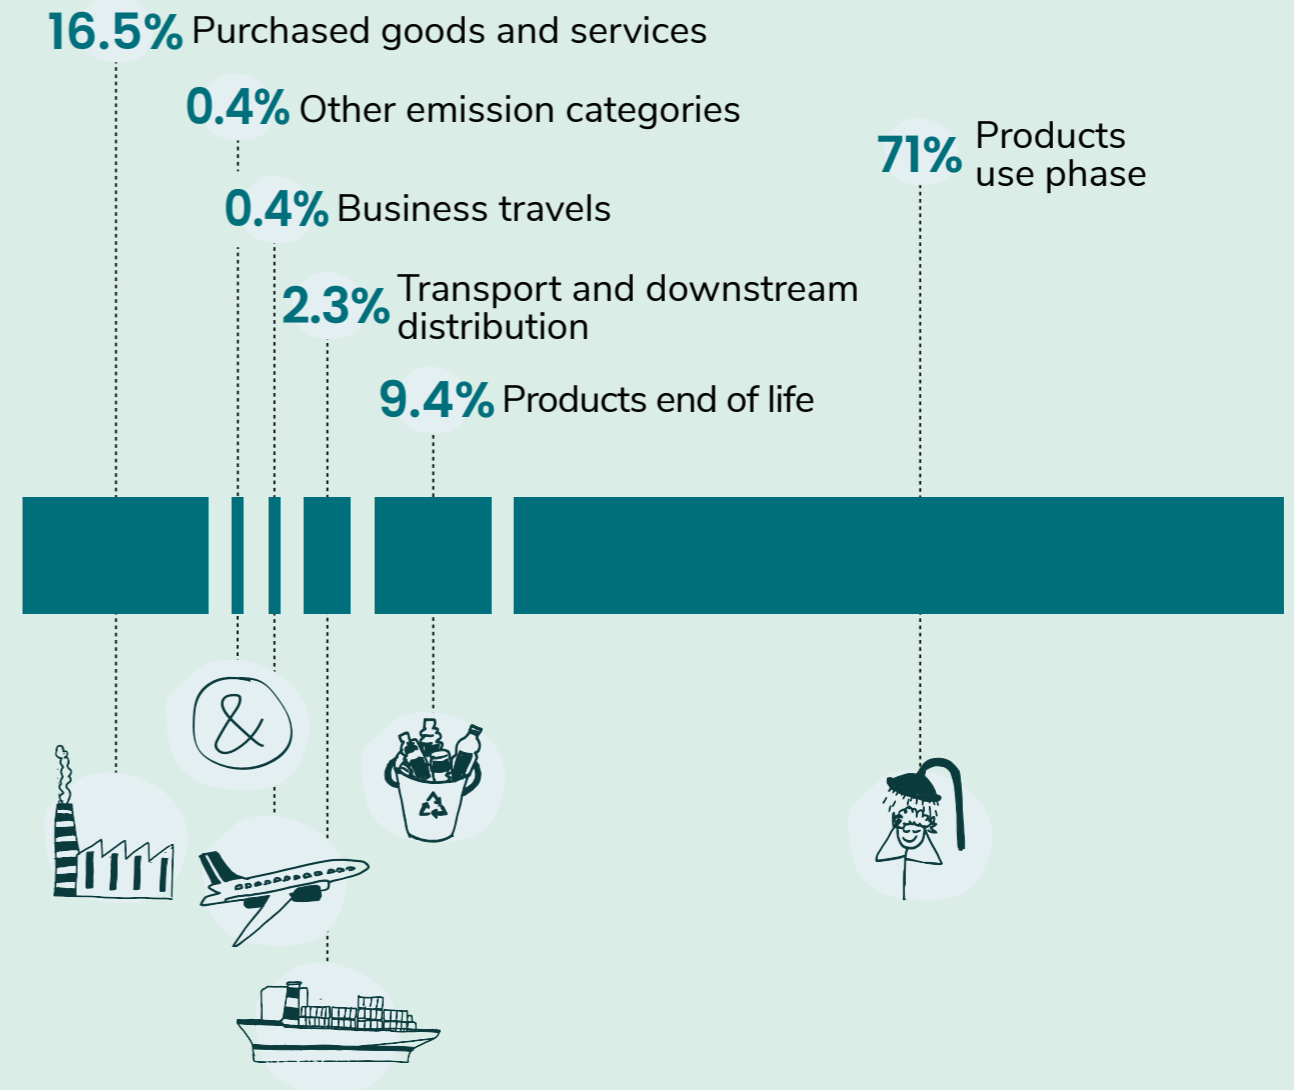 16.5% Purchased goods and services
0.4% Other emission categories
0.4% Business travels
2.3% Transport and downstream
distribution
9.4% Products end of life
71% Products
use phase
&